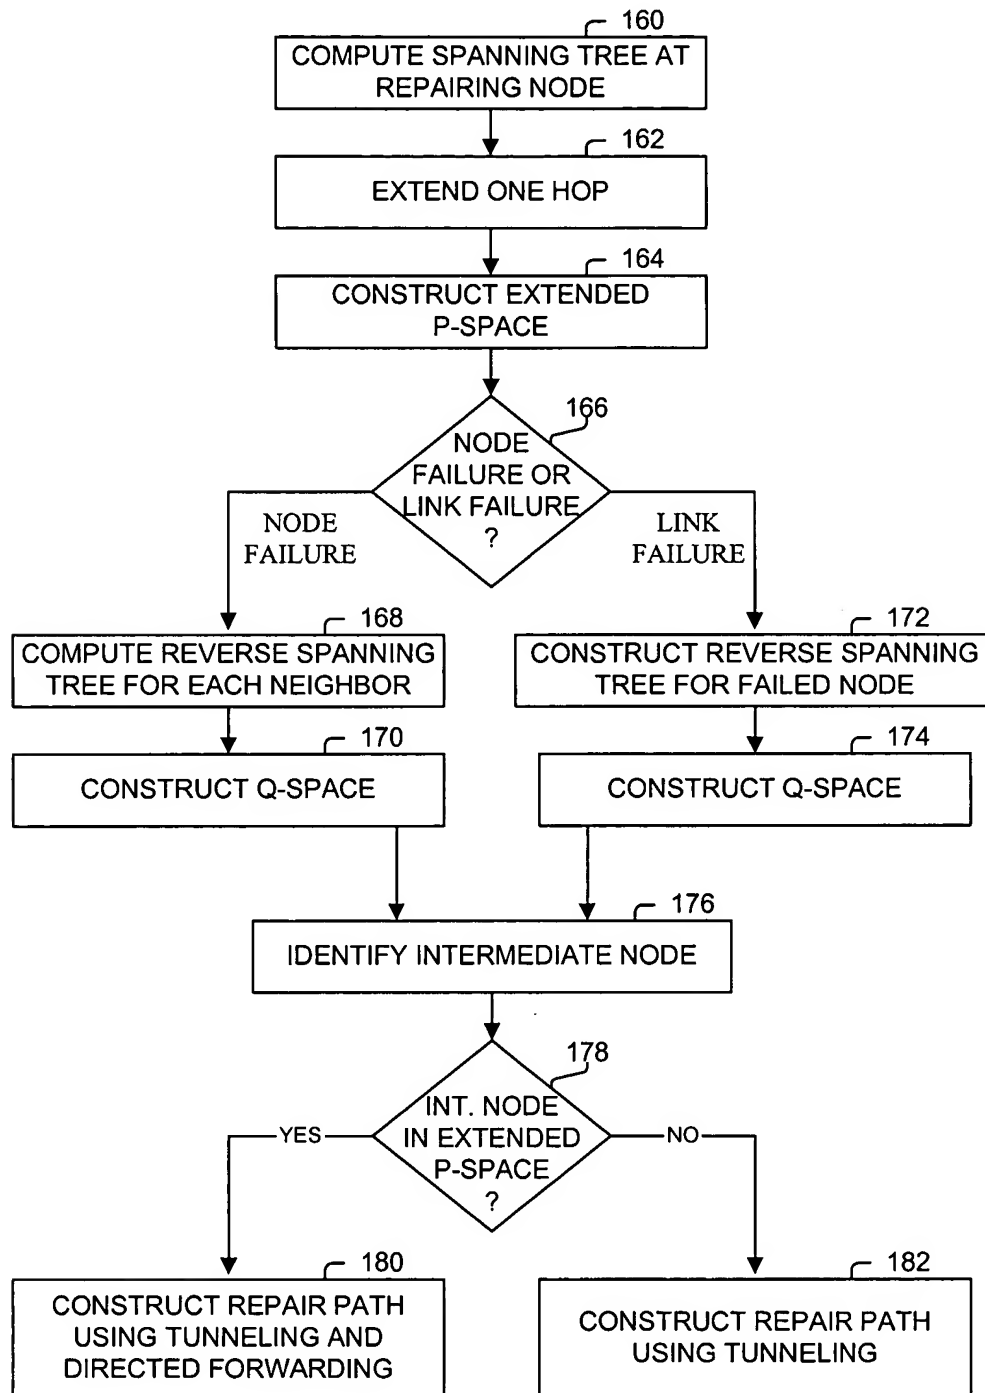 160
COMPUTE SPANNING TREE AT
REPAIRING NODE
162
EXTEND ONE HOP
164
CONSTRUCT EXTENDED
P-SPACE
166
NODE
FAILURE OR
LINK FAILURE
?
NODE
FAILURE
LINK
FAILURE
168
COMPUTE REVERSE SPANNING
TREE FOR EACH NEIGHBOR
172
CONSTRUCT REVERSE SPANNING
TREE FOR FAILED NODE
170
CONSTRUCT Q-SPACE
174
CONSTRUCT Q-SPACE
176
IDENTIFY INTERMEDIATE NODE
178
INT. NODE
IN EXTENDED
P-SPACE
?
YES
NO
180
CONSTRUCT REPAIR PATH
USING TUNNELING AND
DIRECTED FORWARDING
182
CONSTRUCT REPAIR PATH
USING TUNNELING